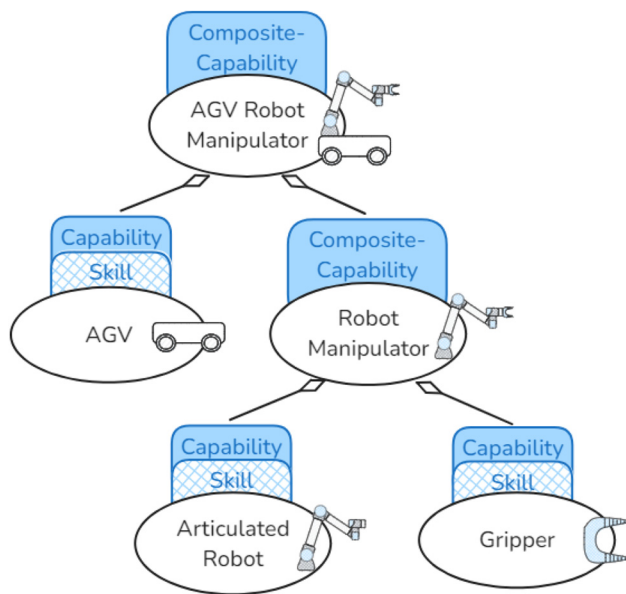 Composite-
Capability
AGV Robot
Manipulator
Capability
Skill
AGV
Composite-
Capability
Robot
Manipulator
Capability
Skill
Articulated
Robot
Capability
Skill
Gripper